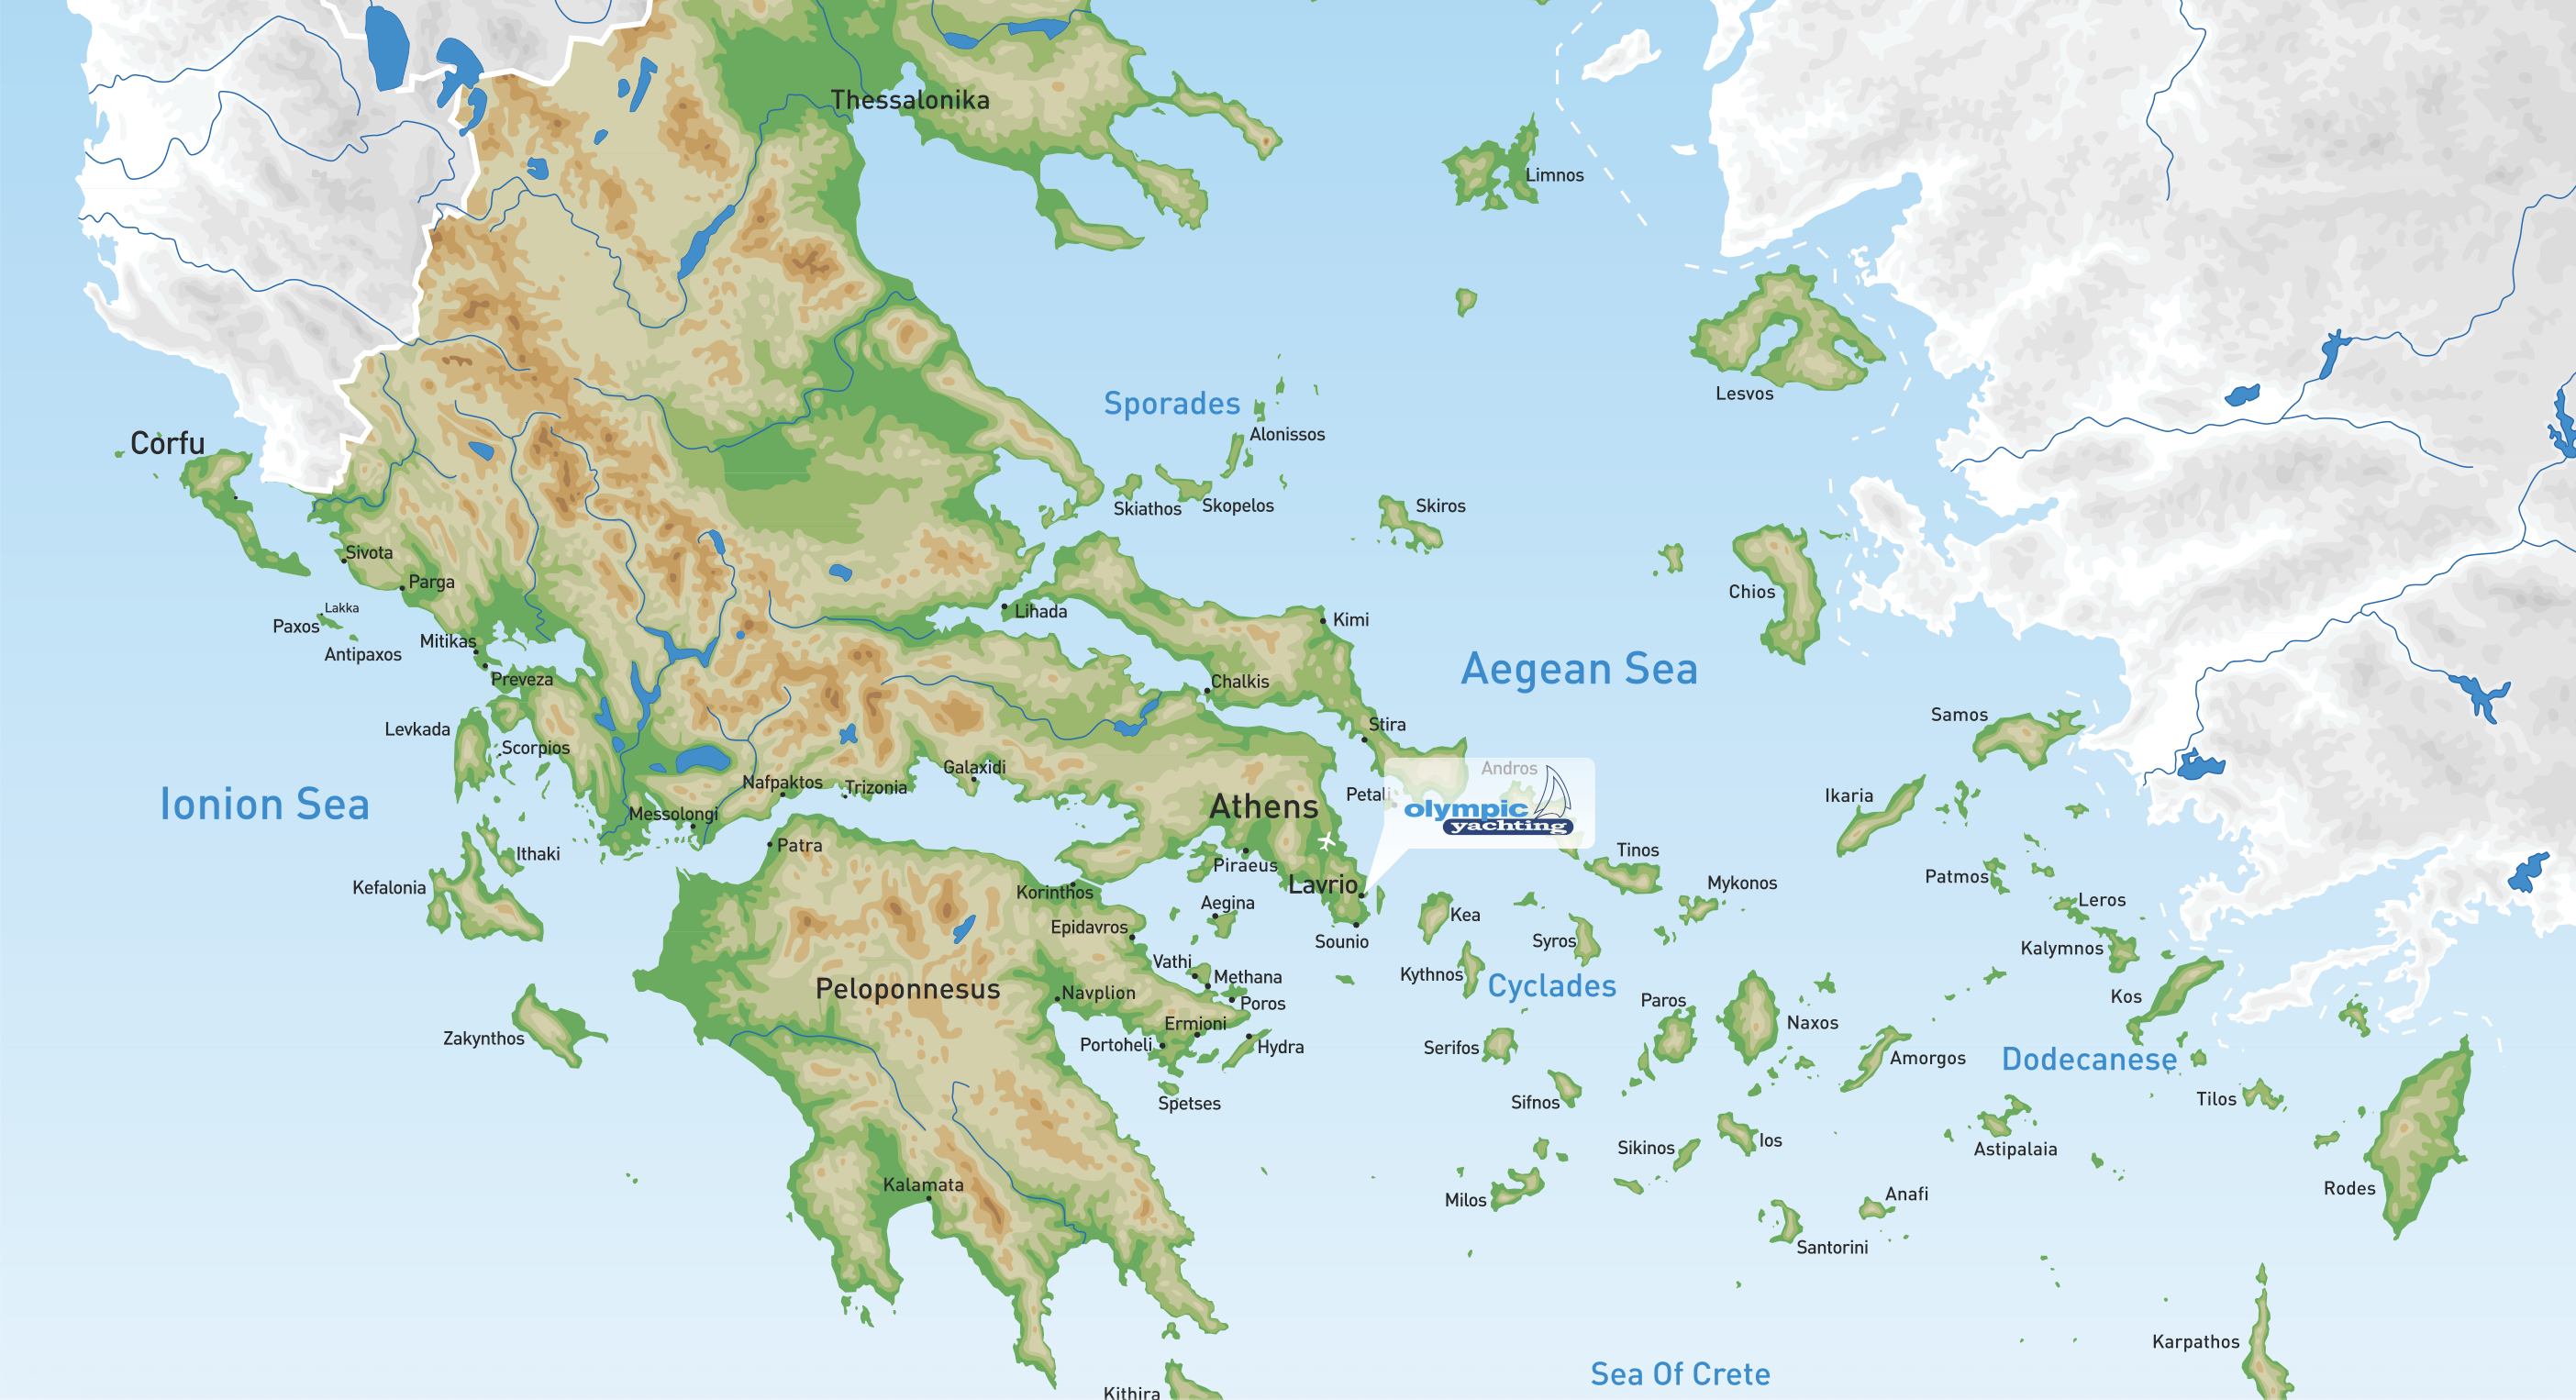 Thessalonika
Limnos
Lesvos
Sporades
Alonissos
Corfu
Skiathos
Skopelos
Skiros
Sivota
Parga
Chios
Lakka
Paxos
Lihada
Kimi
Mitikas
Antipaxos
Aegean Sea
Preveza
Chalkis
Samos
Levkada
Stira
Scorpios
Galaxidi
Andros
Nafpaktos
Trizonia
Petali
Ikaria
Ionion Sea
Athens
olympic
yachting
Messolongi
Patra
Ithaki
Tinos
Piraeus
Kefalonia
Lavrio
Mykonos
Patmos
Korinthos
Aegina
Leros
Kea
Epidavros
Sounio
Syros
Kalymnos
Vathi
Methana
Kythnos
Cyclades
Peloponnesus
Navplion
Poros
Paros
Kos
Ermioni
Naxos
Zakynthos
Portoheli
Hydra
Serifos
Amorgos
Dodecanese
Spetses
Sifnos
Tilos
Sikinos
Ios
Astipalaia
Kalamata
Milos
Anafi
Rodes
Santorini
Karpathos
Sea Of Crete
Kithira